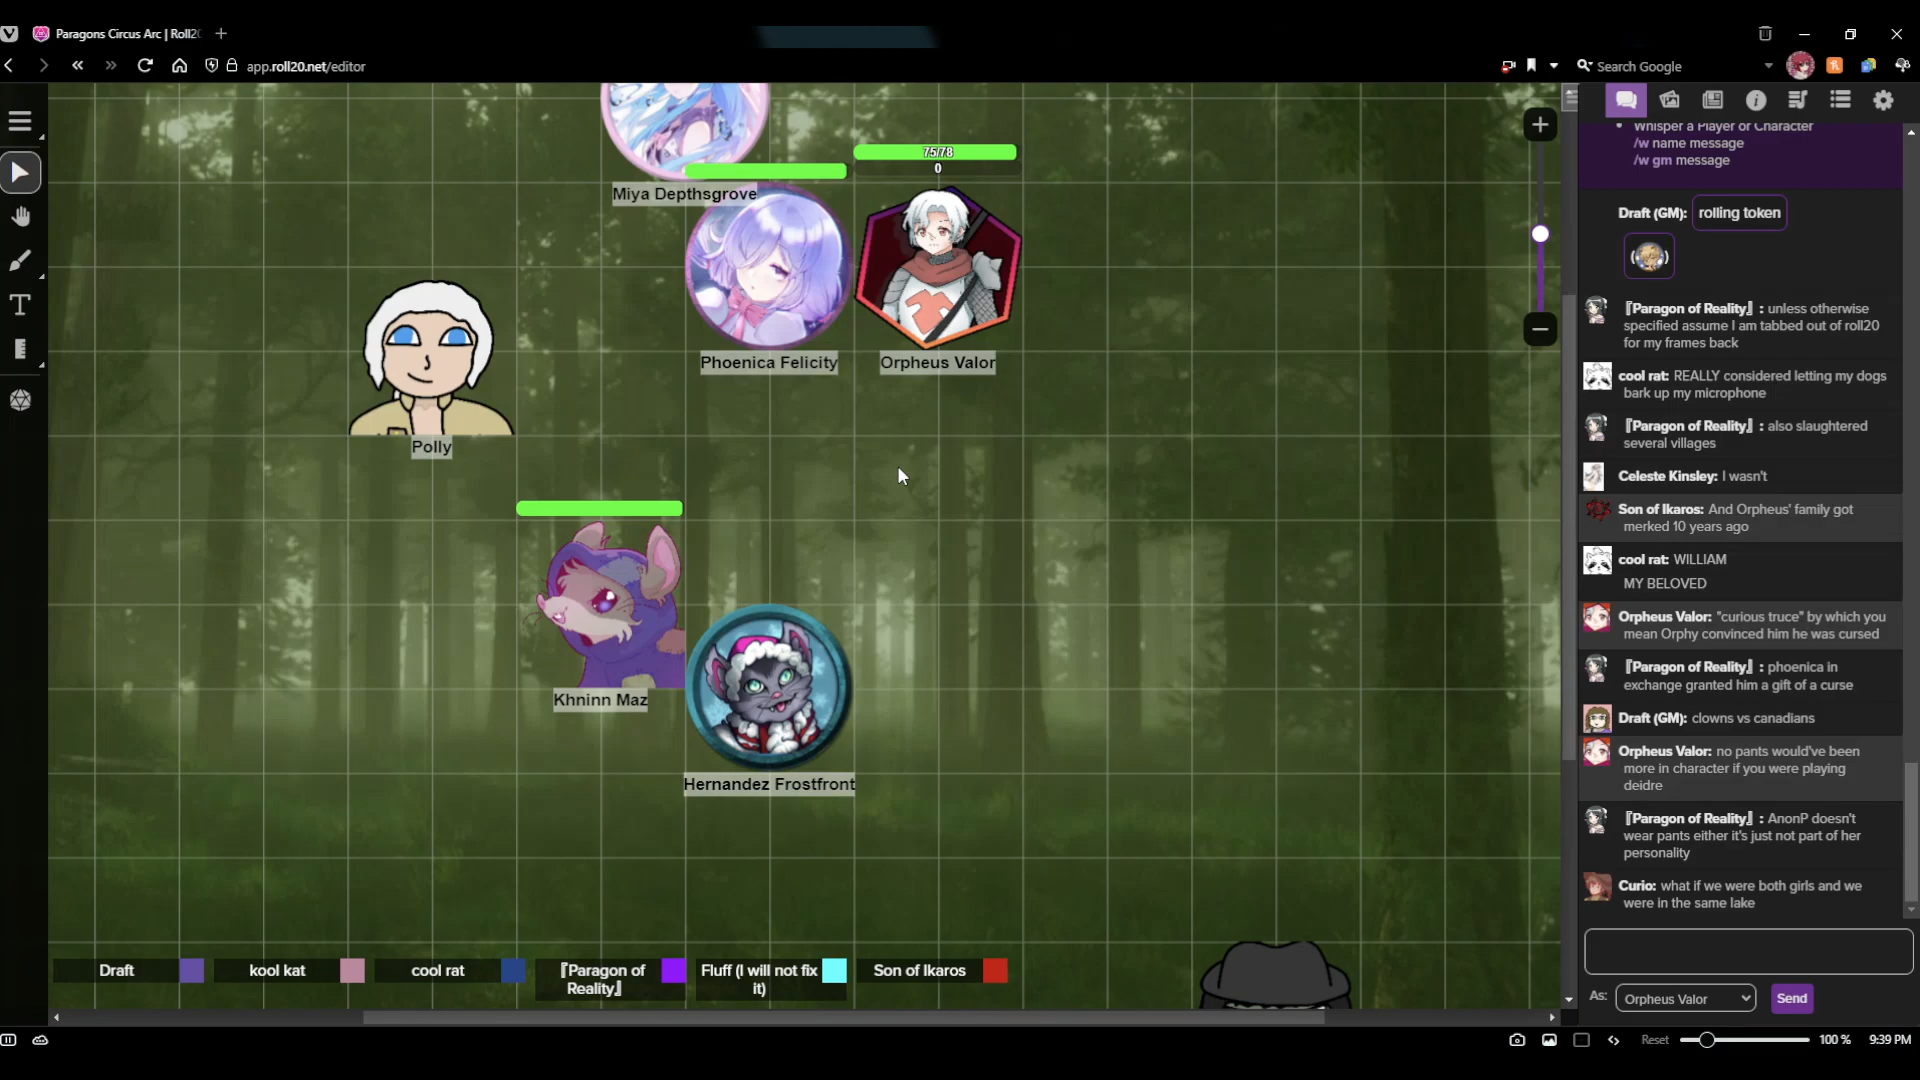 Paragons Circus Arc | Roll20
app.roll20.net/editor
Search Google
Miya Depthsgrove
75/78
0
Phoenica Felicity
Orpheus Valor
Polly
Khninn Maz
Hernandez Frostfront
Draft
kool kat
cool rat
『Paragon of
Reality』
Fluff (I will not fix
it)
Son of Ikaros
Whisper a Player or Character
/w name message
/w gm message
Draft (GM): rolling token
『Paragon of Reality』 : unless otherwise
specified assume I am tabbed out of roll20
for my frames back
cool rat: REALLY considered letting my dogs
bark up my microphone
『Paragon of Reality』 : also slaughtered
several villages
Celeste Kinsley: I wasn't
Son of Ikaros: And Orpheus' family got
merked 10 years ago
cool rat: WILLIAM
MY BELOVED
Orpheus Valor: "curious truce" by which you
mean Orphy convinced him he was cursed
『Paragon of Reality』 : phoenica in
exchange granted him a gift of a curse
Draft (GM): clowns vs canadians
Orpheus Valor: no pants would've been
more in character if you were playing
deidre
『Paragon of Reality』 : AnonP doesn't
wear pants either it's just not part of her
personality
Curio: what if we were both girls and we
were in the same lake
As: Orpheus Valor
Send
Reset
100 %
9:39 PM